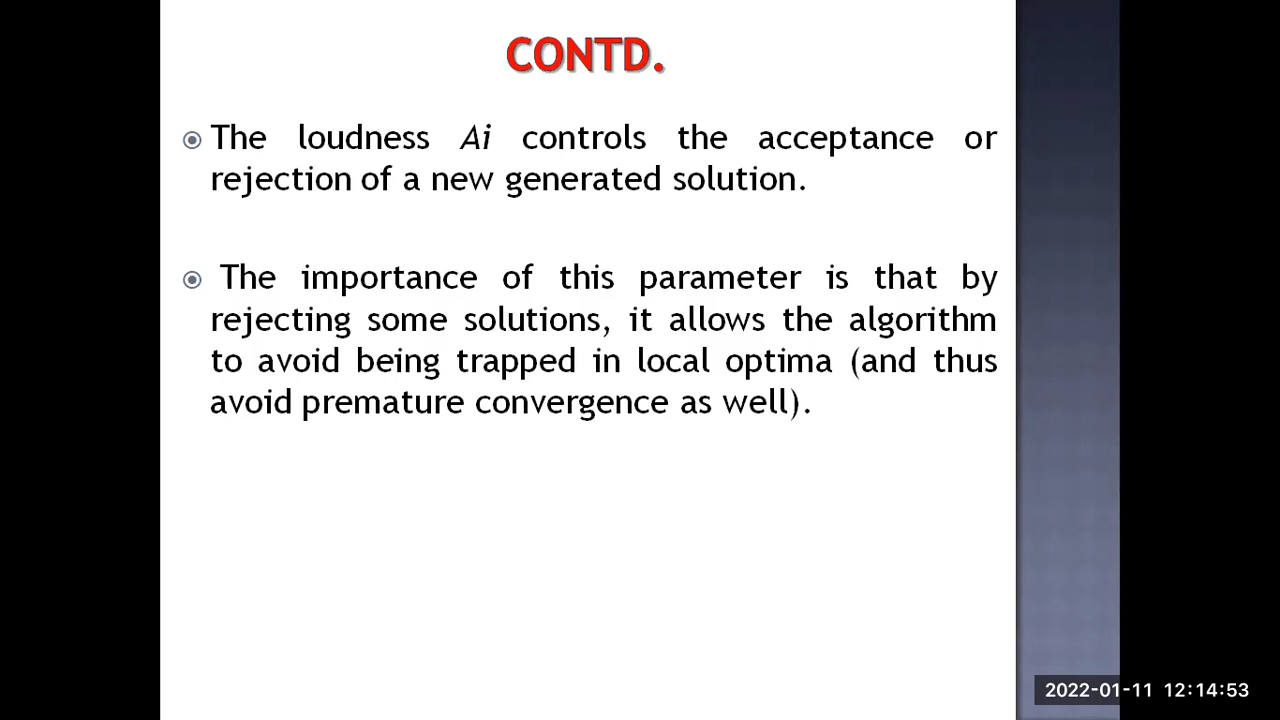 CONTD.
The loudness Ai controls the acceptance or
rejection of a new generated solution.
The importance of this parameter is that by
rejecting some solutions, it allows the algorithm
to avoid being trapped in local optima (and thus
avoid premature convergence as well).
2022-01-11 12:14:53